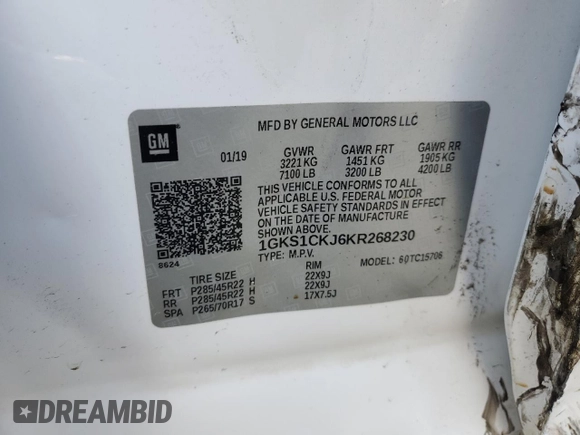 GM
MFD BY GENERAL MOTORS LLC
01/19
GVWR GAWR FRT GAWR RR
3221 KG 1451 KG 1905 KG
7100 LB 3200 LB 4200 LB
THIS VEHICLE CONFORMS TO ALL
APPLICABLE U.S. FEDERAL MOTOR
VEHICLE SAFETY STANDARDS IN EFFECT
ON THE DATE OF MANUFACTURE
SHOWN ABOVE.
1GKS1CKJ6KR268230
TYPE: M.P.V. MODEL: 60TC15706
8624
TIRE SIZE RIM
FRT P285/45R22 H 22X9J
RR P285/45R22 H 22X9J
SPA P265/70R17 S 17X7.5J
DREAMBID